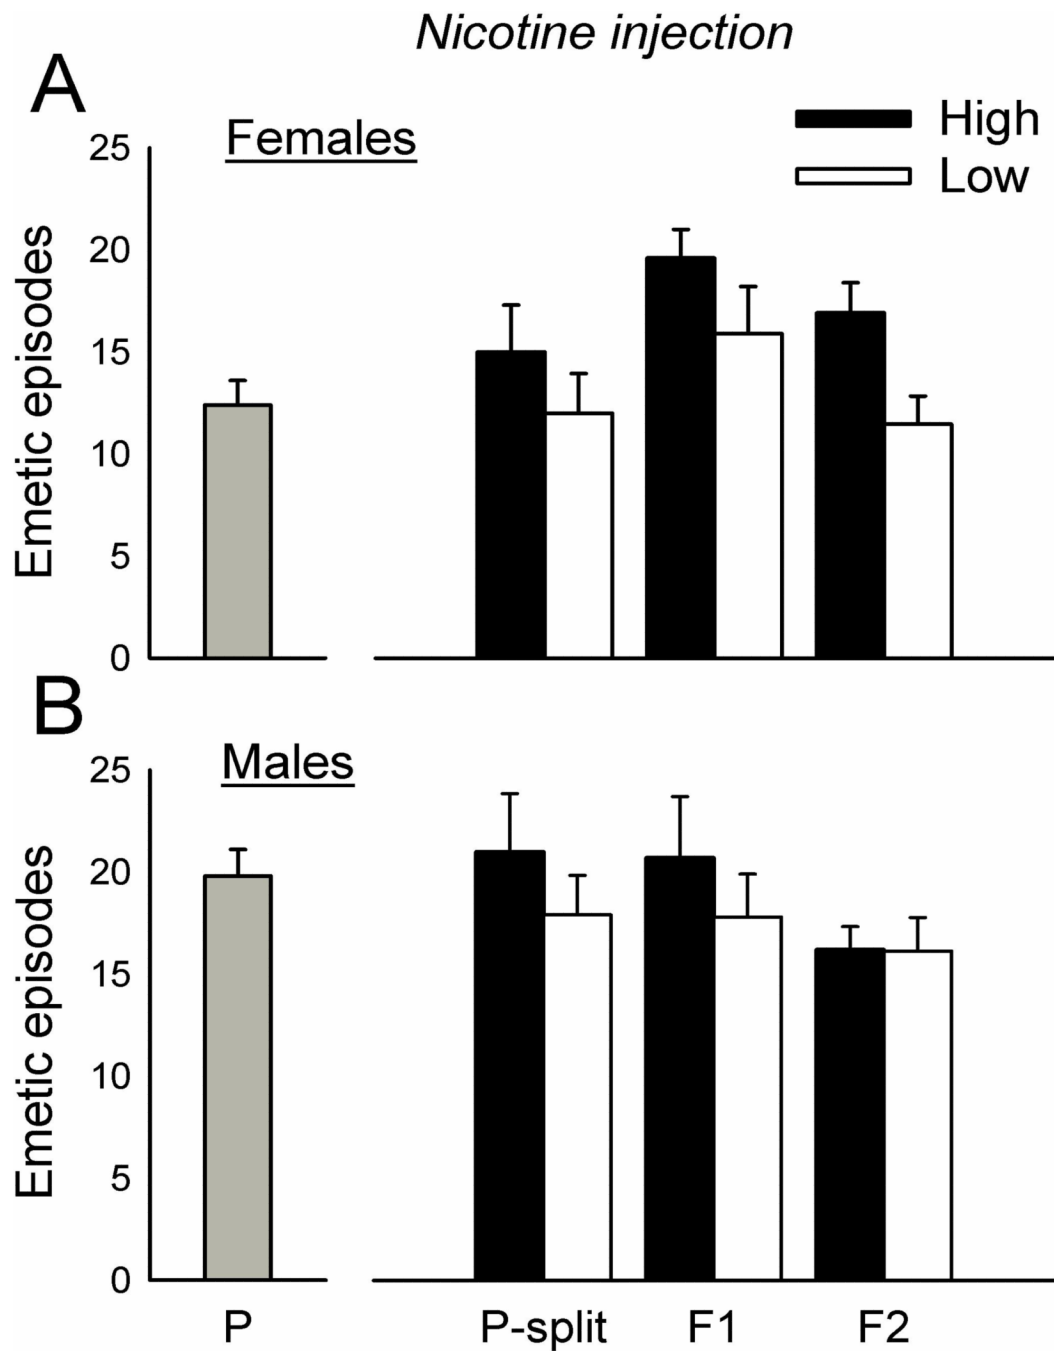 Nicotine injection
A
Females
High
Low
25
20
15
10
5
0
Emetic episodes
B
Males
25
20
15
10
5
0
Emetic episodes
P
P-split
F1
F2